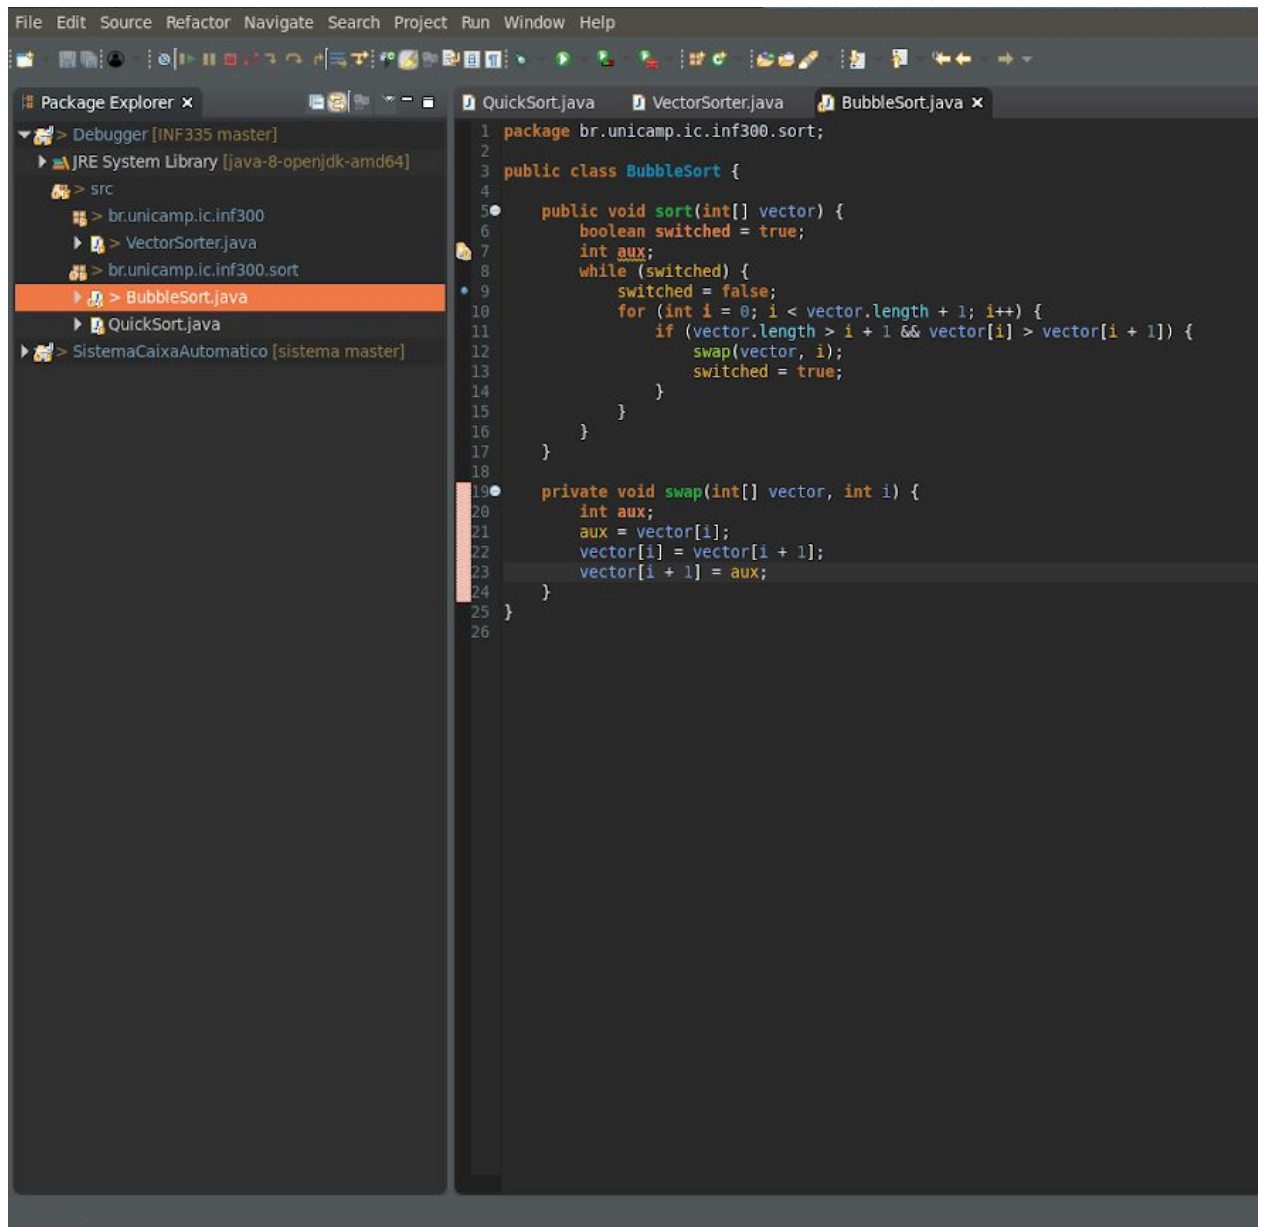 File Edit Source Refactor Navigate Search Project Run Window Help
Package Explorer
> Debugger [INF335 master]
JRE System Library [java-8-openjdk-amd64]
> src
> br.unicamp.ic.inf300
> VectorSorter.java
> br.unicamp.ic.inf300.sort
> BubbleSort.java
QuickSort.java
> SistemaCaixaAutomatico [sistema master]
QuickSort.java VectorSorter.java BubbleSort.java
1 package br.unicamp.ic.inf300.sort;
2
3 public class BubbleSort {
4
5 public void sort(int[] vector) {
6 boolean switched = true;
7 int aux;
8 while (switched) {
9 switched = false;
10 for (int i = 0; i < vector.length + 1; i++) {
11 if (vector.length > i + 1 && vector[i] > vector[i + 1]) {
12 swap(vector, i);
13 switched = true;
14 }
15 }
16 }
17 }
18
19 private void swap(int[] vector, int i) {
20 int aux;
21 aux = vector[i];
22 vector[i] = vector[i + 1];
23 vector[i + 1] = aux;
24 }
25 }
26